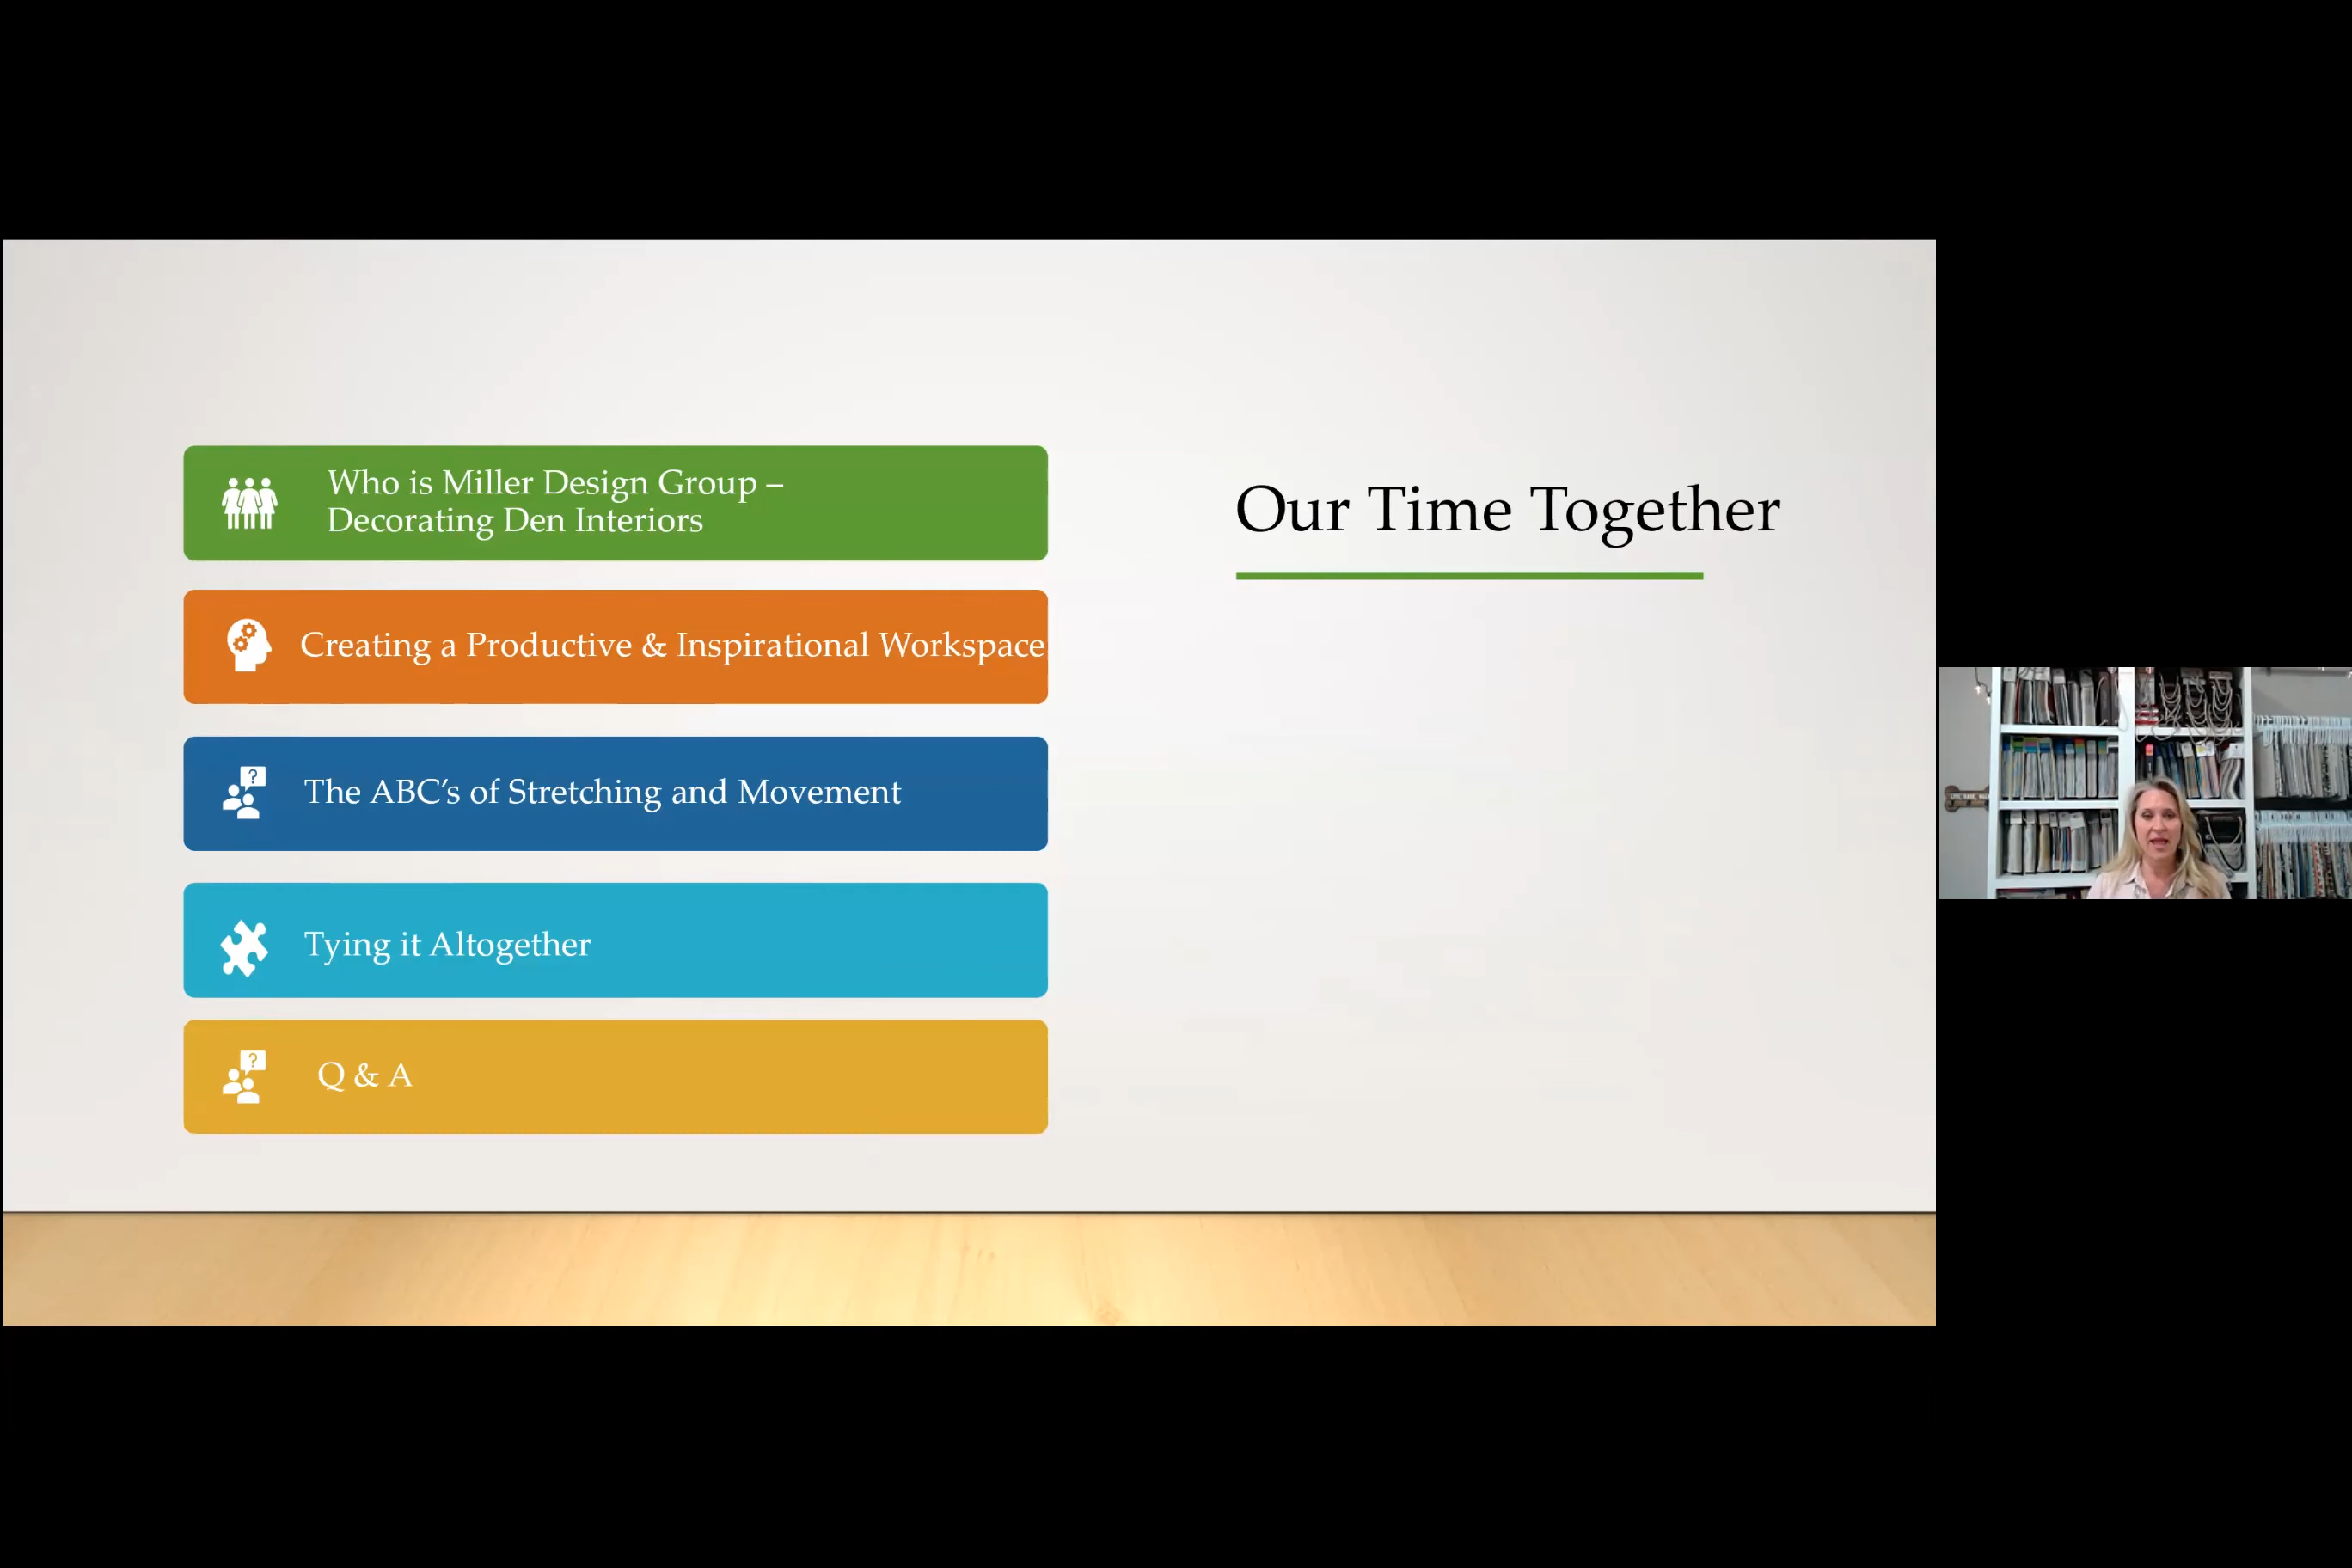 Who is Miller Design Group –
Decorating Den Interiors
Creating a Productive & Inspirational Workspace
The ABC’s of Stretching and Movement
Tying it Altogether
Q & A
Our Time Together
?
?